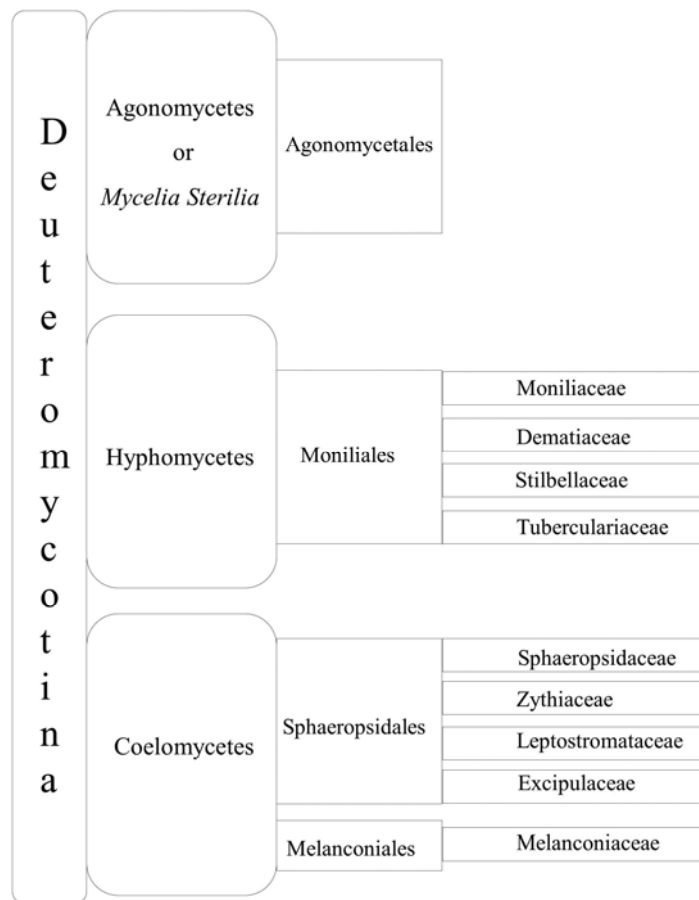 Deuteromycotina
Agonomycetes
or
Mycelia Sterilia
Agonomycetales
Hyphomycetes
Moniliales
Moniliaceae
Dematiaceae
Stilbellaceae
Tuberculariaceae
Coelomycetes
Sphaeropsidales
Sphaeropsidaceae
Zythiaceae
Leptostromataceae
Excipulaceae
Melanconiales
Melanconiaceae